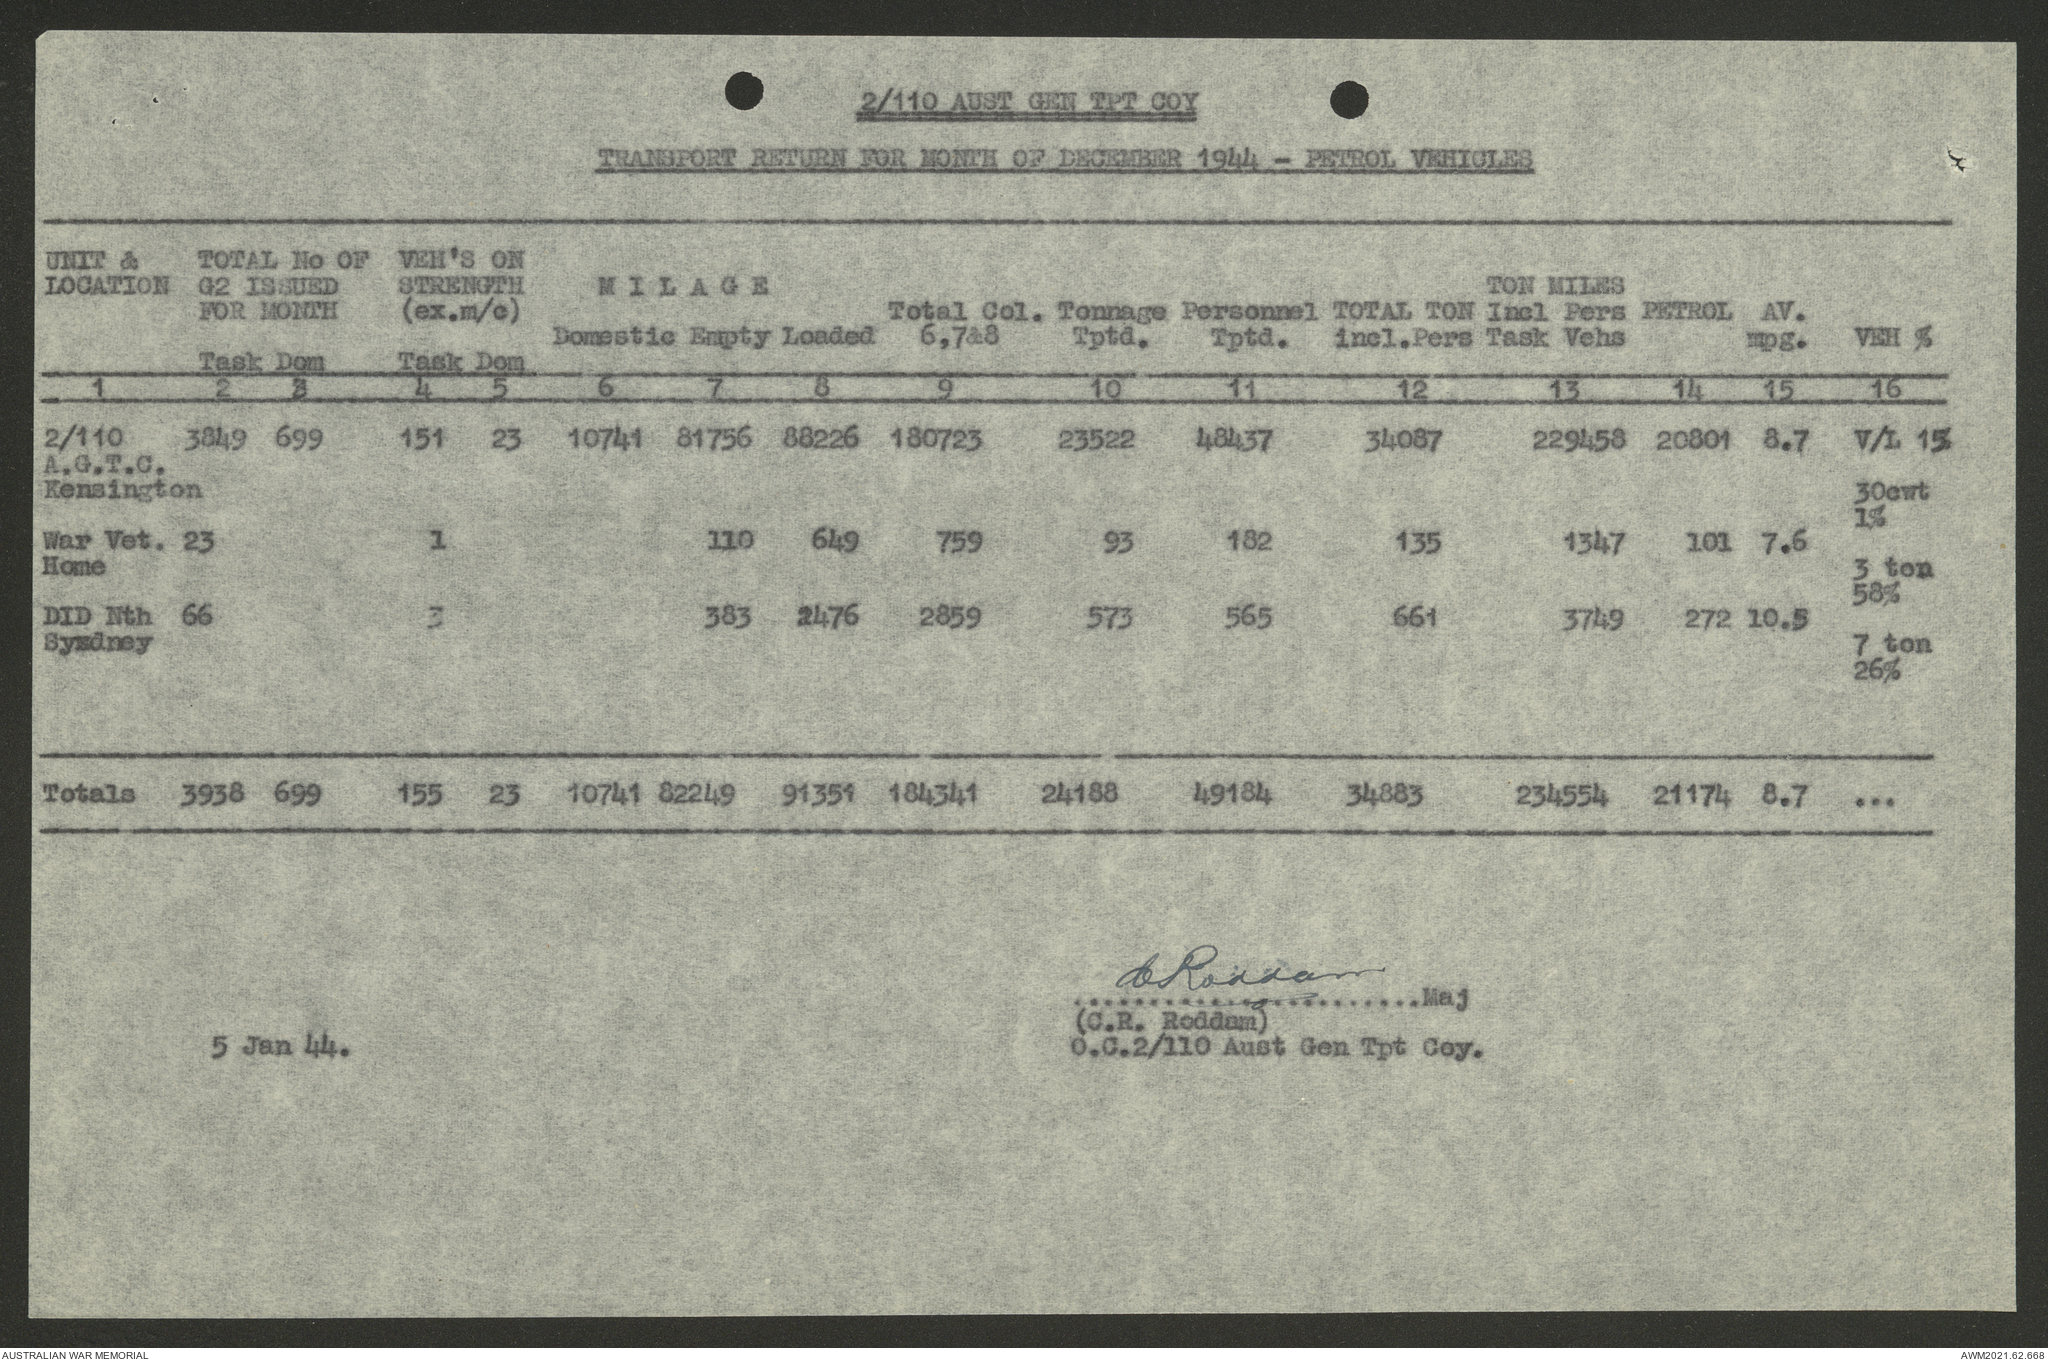 2/110 AUST GEN TPT COY
TRANSPORT RETURN FOR MONTH OF DECEMBER 1944 - PETROL VEHICLES
UNIT & TOTAL No OF VEH'S ON
LOCATION G2 ISSUED STRENGTH M I L A G E TON MILES
FOR MONTH (ex.m/c) Total Col. Tonnage Personnel TOTAL TON Incl Pers PETROL AV.
Domestic Empty Loaded 6,7&8 Tptd. Tptd. incl.Pers Task Vehs mpg. VEH %
Task Dom Task Dom
1 2 3 4 5 6 7 8 9 10 11 12 13 14 15 16
2/110 3849 699 151 23 10741 81756 88226 180723 23522 48437 34087 229458 20801 8.7 V/L 15%
A.G.T.C.
Kensington 30cwt
1%
War Vet. 23 1 110 649 759 93 182 135 1347 101 7.6
Home 3 ton
58%
DID Nth 66 3 383 2476 2859 573 565 661 3749 272 10.5
Syxdney 7 ton
26%
Totals 3938 699 155 23 10741 82249 91351 184341 24188 49184 34883 234554 21174 8.7 ...
CRoddam
.......................Maj
(C.R. Roddam)
5 Jan 44. O.C.2/110 Aust Gen Tpt Coy.
AUSTRALIAN WAR MEMORIAL AWM2021.62.668